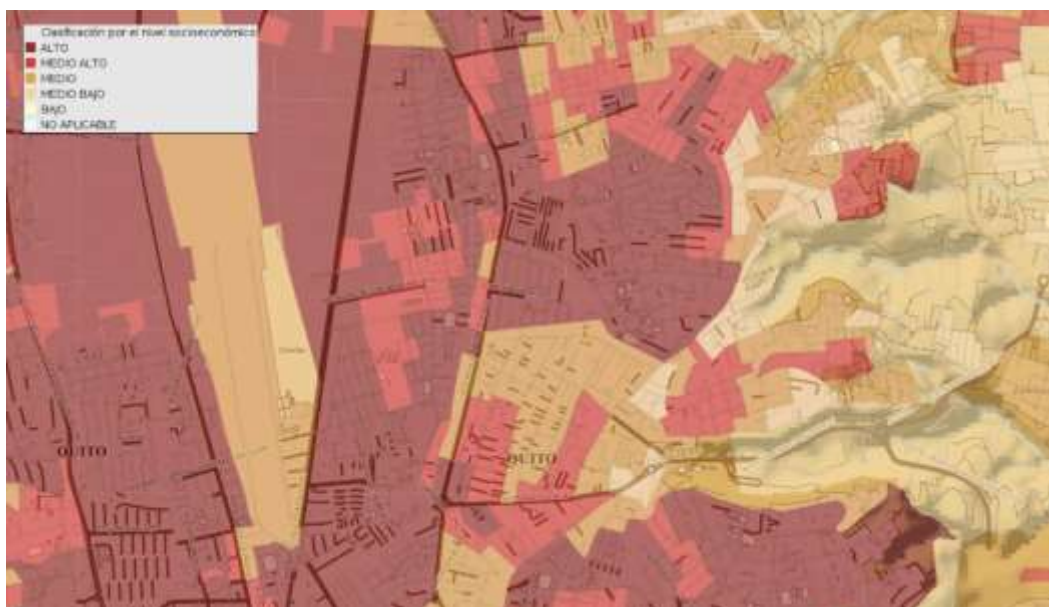 Clasificación por el nivel socioeconómico
ALTO
MEDIO ALTO
MEDIO
MEDIO BAJO
BAJO
NO APLICABLE
QUITO
QUITO